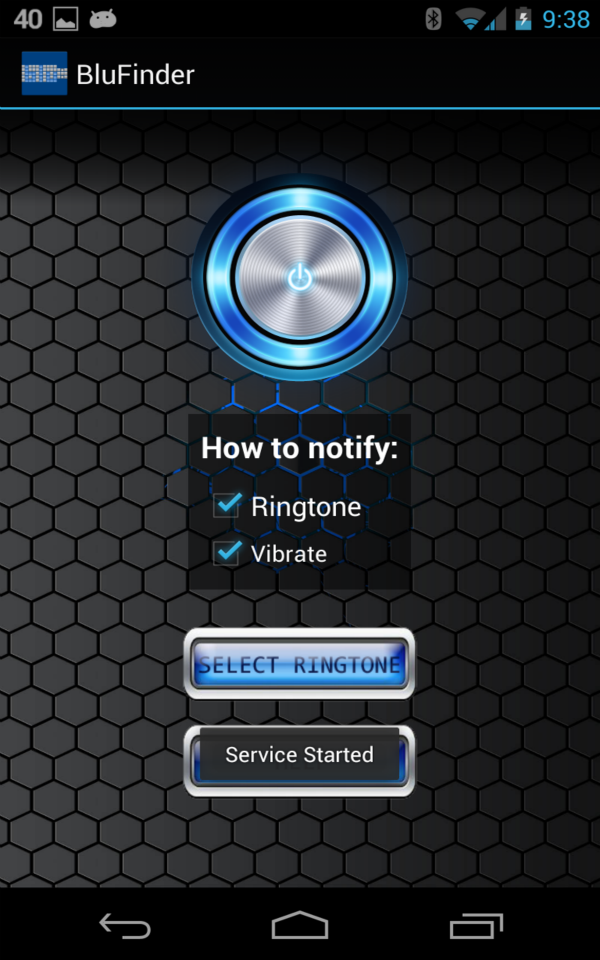 40 9:38
BluFinder
How to notify:
Ringtone
Vibrate
SELECT RINGTONE
Service Started